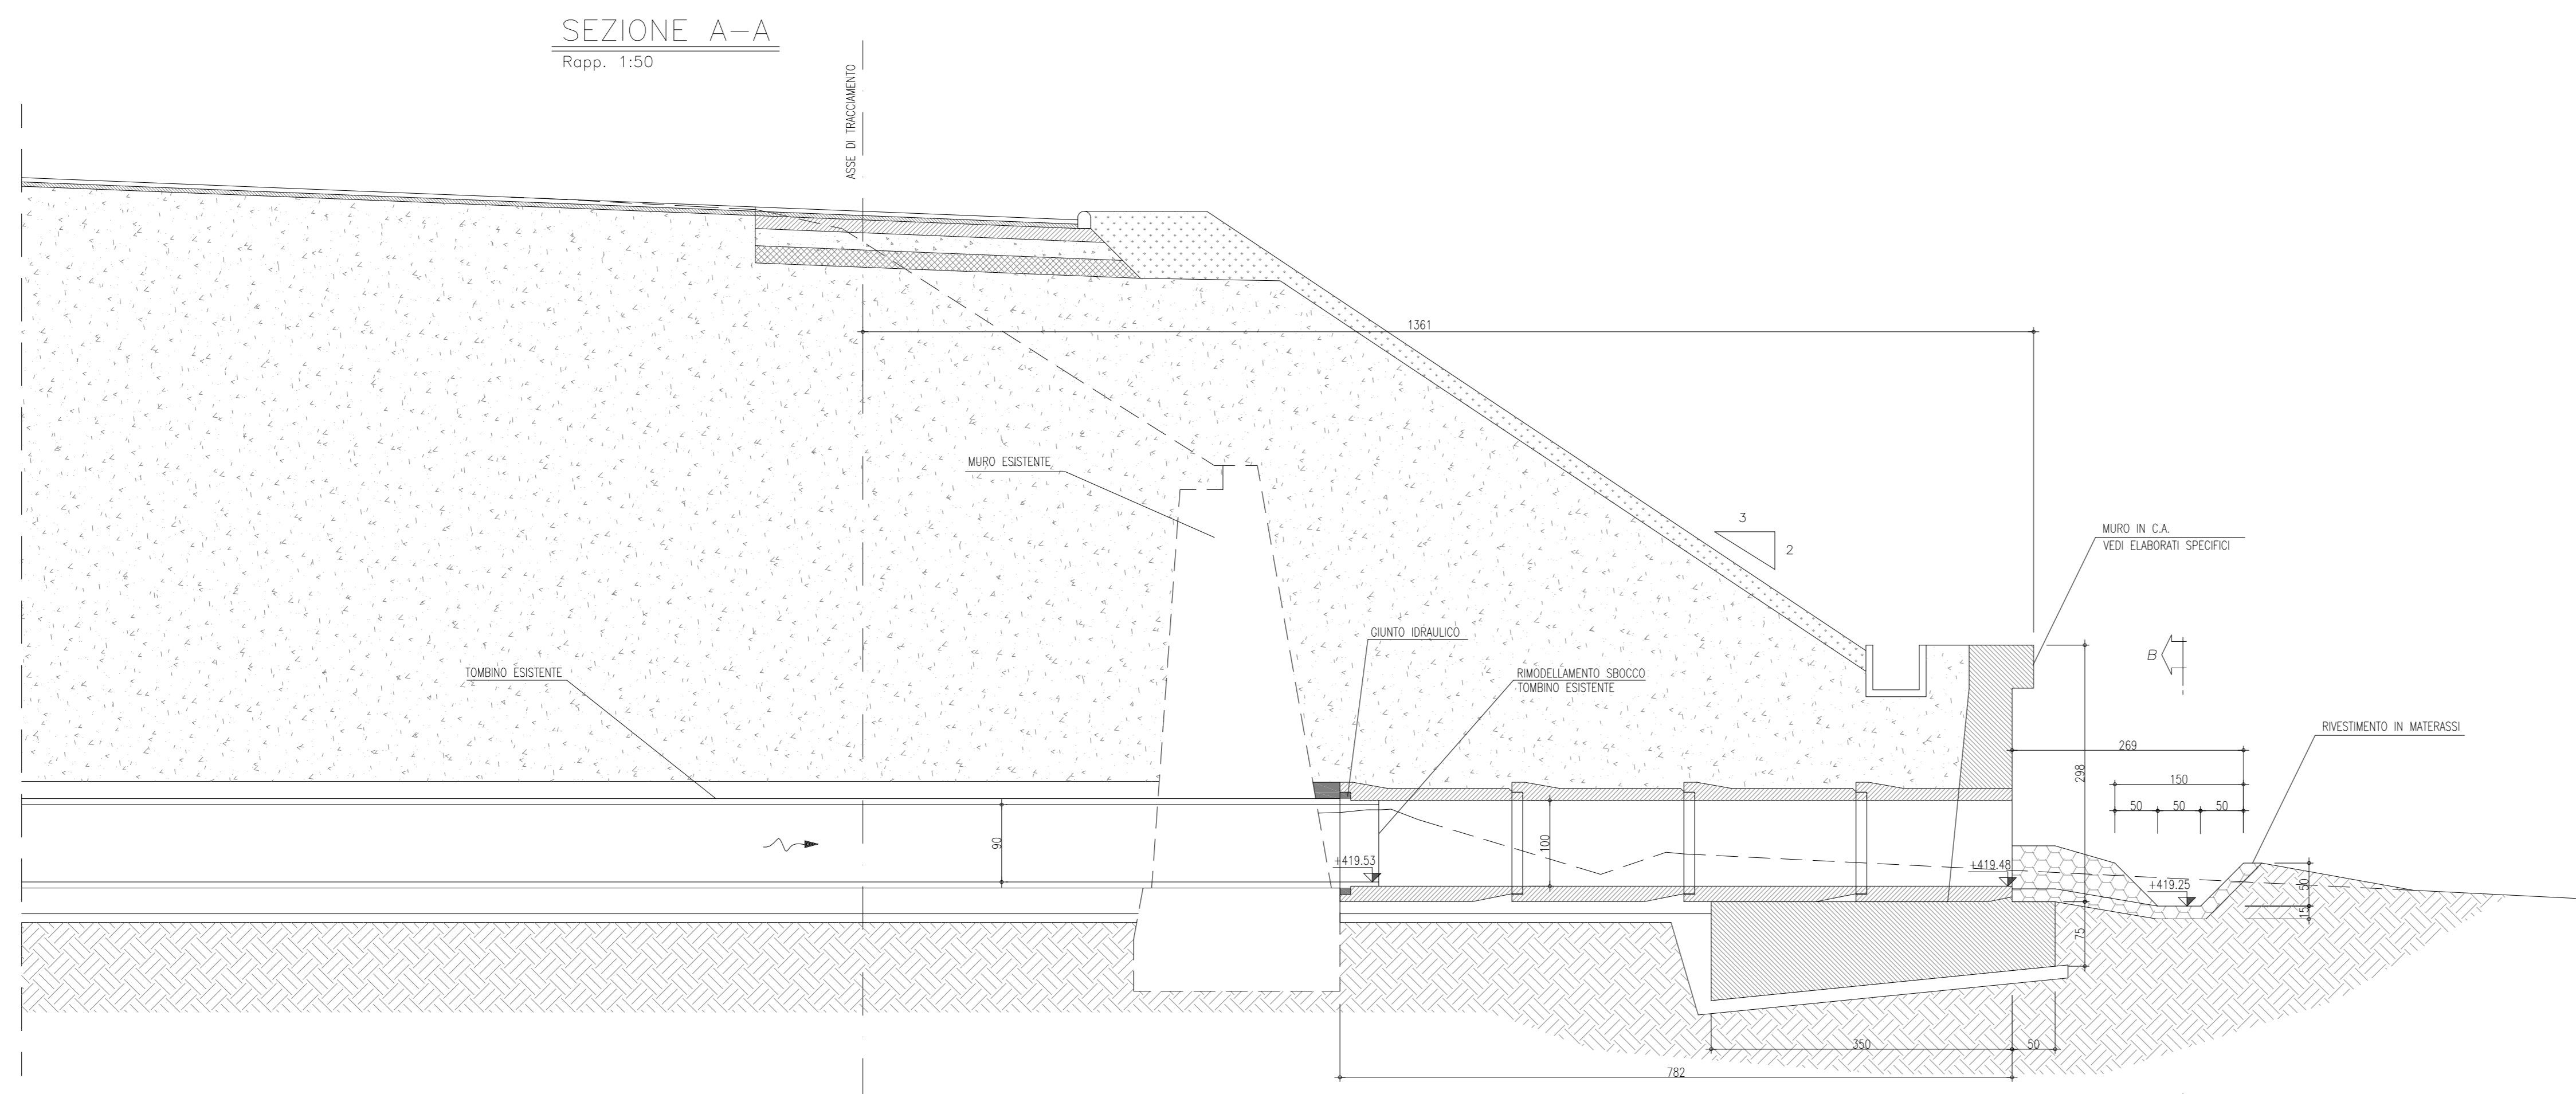 SEZIONE A-A
Rapp. 1:50
ASSE DI TRACCIAMENTO
1361
MURO ESISTENTE
3
2
MURO IN C.A.
VEDI ELABORATI SPECIFICI
GIUNTO IDRAULICO
B
TOMBINO ESISTENTE
RIMODELLAMENTO SBOCCO
TOMBINO ESISTENTE
RIVESTIMENTO IN MATERASSI
269
298
150
50
50
50
90
100
+419.53
+419.48
+419.25
50
15
75
350
50
782